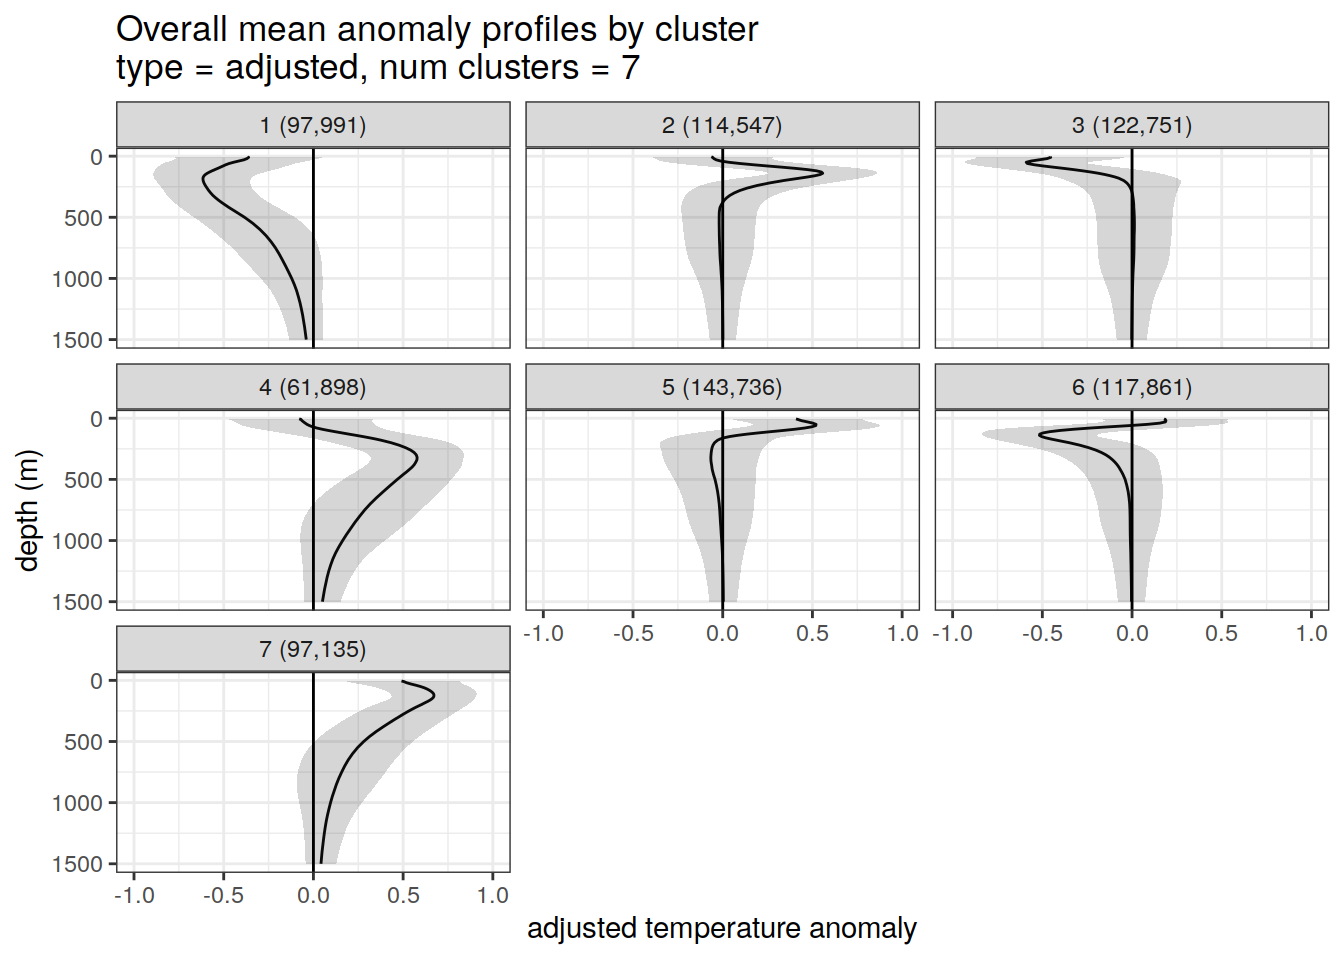 Overall mean anomaly profiles by cluster
type = adjusted, num clusters = 7
1 (97,991)
2 (114,547)
3 (122,751)
0
500
1000
1500
4 (61,898)
5 (143,736)
6 (117,861)
0
500
1000
1500
-1.0 -0.5 0.0 0.5 1.0
-1.0 -0.5 0.0 0.5 1.0
7 (97,135)
0
500
1000
1500
-1.0 -0.5 0.0 0.5 1.0
depth (m)
adjusted temperature anomaly